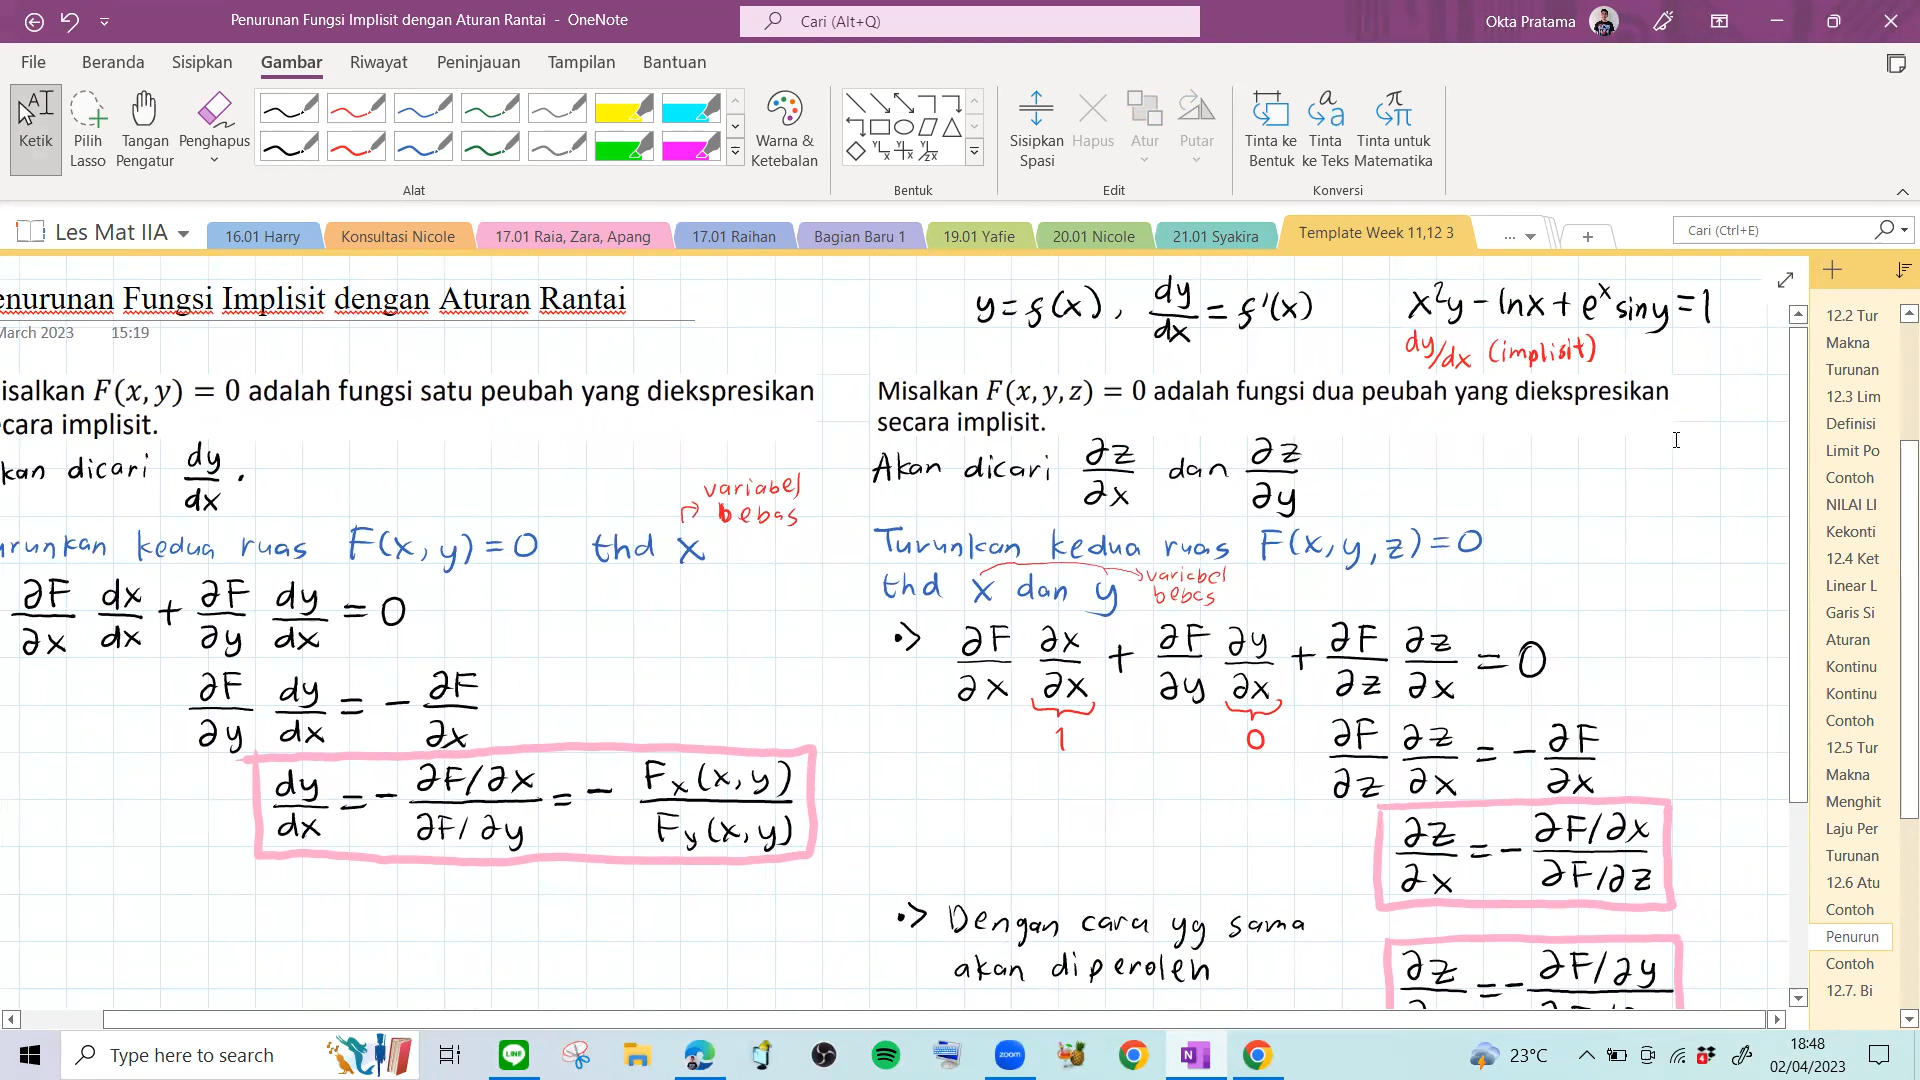 Penurunan Fungsi Implisit dengan Aturan Rantai - OneNote
Cari (Alt+Q)
Okta Pratama
File Beranda Sisipkan Gambar Riwayat Peninjauan Tampilan Bantuan
Ketik
Pilih Lasso
Tangan Pengatur
Penghapus
Warna & Ketebalan
Sisipkan Spasi
Hapus
Atur
Putar
Tinta ke Bentuk
Tinta ke Teks
Tinta untuk Matematika
Alat
Bentuk
Edit
Konversi
Les Mat IIA
16.01 Harry
Konsultasi Nicole
17.01 Raia, Zara, Apang
17.01 Raihan
Bagian Baru 1
19.01 Yafie
20.01 Nicole
21.01 Syakira
Template Week 11,12 3
...
Cari (Ctrl+E)
enurunan Fungsi Implisit dengan Aturan Rantai
March 2023 15:19
y = f(x), dy/dx = f'(x)
x²y - ln x + eˣ sin y = 1
dy/dx (implisit)
isalkan F(x, y) = 0 adalah fungsi satu peubah yang diekspresikan
cara implisit.
kan dicari dy/dx.
variabel
bebas
urunkan kedua ruas F(x, y) = 0 thd x
∂F/∂x dx/dx + ∂F/∂y dy/dx = 0
∂F/∂y dy/dx = - ∂F/∂x
dy/dx = - (∂F/∂x)/(∂F/∂y) = - Fₓ(x, y)/F_y(x, y)
Misalkan F(x, y, z) = 0 adalah fungsi dua peubah yang diekspresikan
secara implisit.
Akan dicari ∂z/∂x dan ∂z/∂y
Turunkan kedua ruas F(x, y, z) = 0
thd x dan y
variabel
bebas
•> ∂F/∂x ∂x/∂x + ∂F/∂y ∂y/∂x + ∂F/∂z ∂z/∂x = 0
1 0
∂F/∂z ∂z/∂x = - ∂F/∂x
∂z/∂x = - (∂F/∂x)/(∂F/∂z)
•> Dengan cara yg sama
akan diperoleh
∂z = - ∂F/∂y
12.2 Tur
Makna
Turunan
12.3 Lim
Definisi
Limit Po
Contoh
NILAI LI
Kekonti
12.4 Ket
Linear L
Garis Si
Aturan
Kontinu
Kontinu
Contoh
12.5 Tur
Makna
Menghit
Laju Per
Turunan
12.6 Atu
Contoh
Penurun
Contoh
12.7. Bi
Type here to search
23°C
18:48
02/04/2023